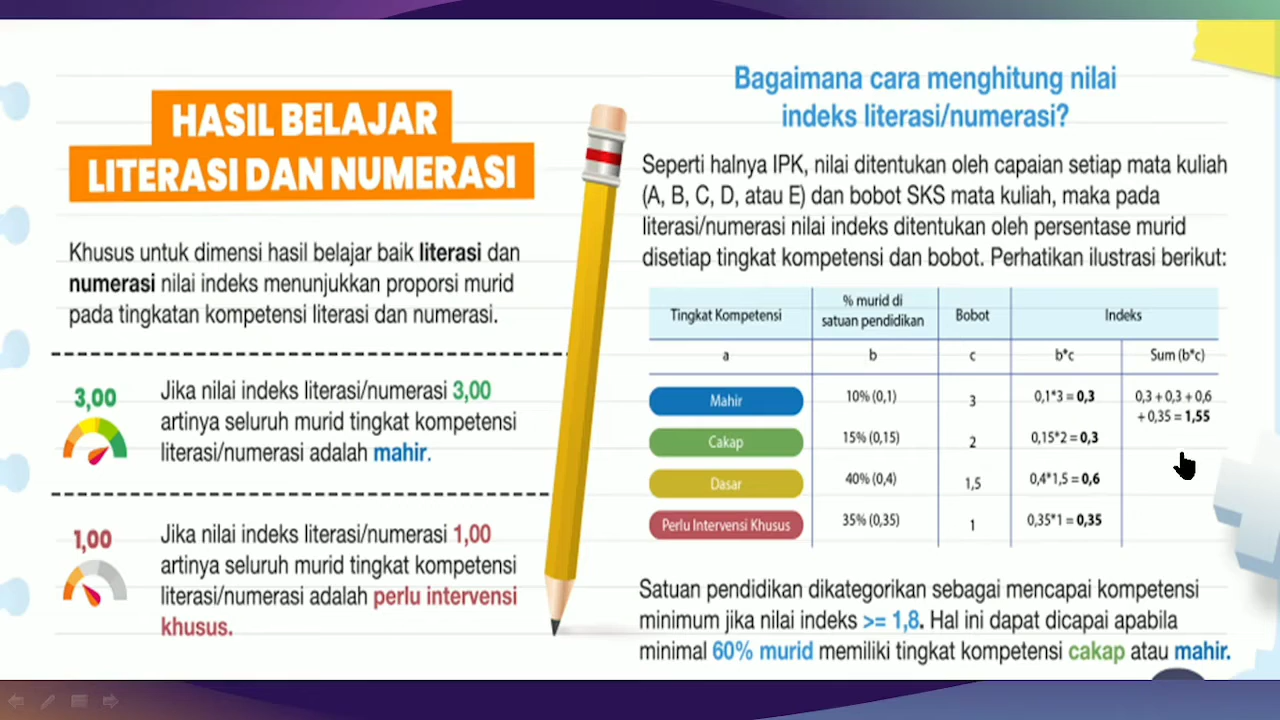 HASIL BELAJAR
LITERASI DAN NUMERASI
Khusus untuk dimensi hasil belajar baik literasi dan
numerasi nilai indeks menunjukkan proporsi murid
pada tingkatan kompetensi literasi dan numerasi.
3,00
Jika nilai indeks literasi/numerasi 3,00
artinya seluruh murid tingkat kompetensi
literasi/numerasi adalah mahir.
1,00
Jika nilai indeks literasi/numerasi 1,00
artinya seluruh murid tingkat kompetensi
literasi/numerasi adalah perlu intervensi
khusus.
Bagaimana cara menghitung nilai
indeks literasi/numerasi?
Seperti halnya IPK, nilai ditentukan oleh capaian setiap mata kuliah
(A, B, C, D, atau E) dan bobot SKS mata kuliah, maka pada
literasi/numerasi nilai indeks ditentukan oleh persentase murid
disetiap tingkat kompetensi dan bobot. Perhatikan ilustrasi berikut:
Tingkat Kompetensi % murid di satuan pendidikan Bobot Indeks
a b c b*c Sum (b*c)
Mahir 10% (0,1) 3 0,1*3 = 0,3 0,3 + 0,3 + 0,6
+ 0,35 = 1,55
Cakap 15% (0,15) 2 0,15*2 = 0,3
Dasar 40% (0,4) 1,5 0,4*1,5 = 0,6
Perlu Intervensi Khusus 35% (0,35) 1 0,35*1 = 0,35
Satuan pendidikan dikategorikan sebagai mencapai kompetensi
minimum jika nilai indeks >= 1,8. Hal ini dapat dicapai apabila
minimal 60% murid memiliki tingkat kompetensi cakap atau mahir.